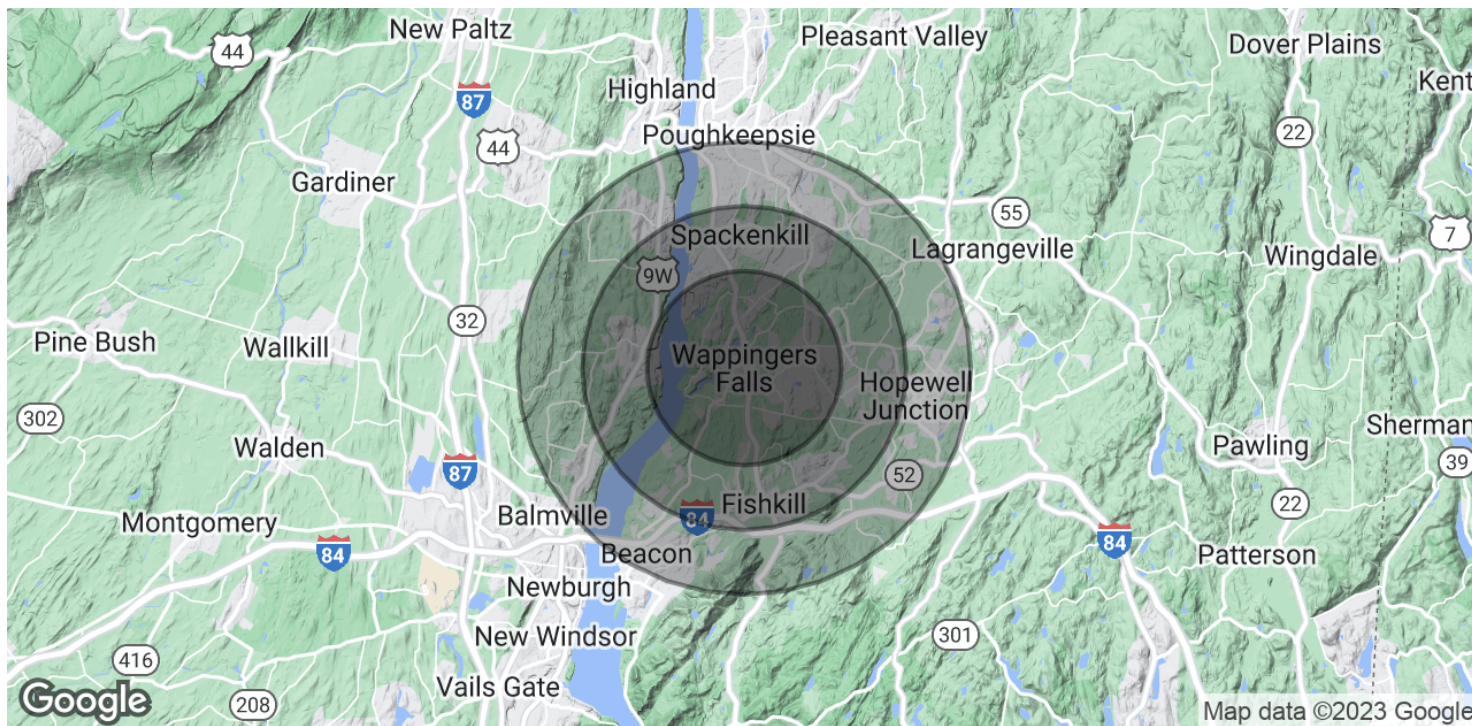 New Paltz
Pleasant Valley
Dover Plains
44
Highland
Kent
87
Poughkeepsie
22
44
Gardiner
55
Spackenkill
Lagrangeville
7
Wingdale
9W
32
Pine Bush
Wallkill
Wappingers
Falls
Hopewell
Junction
302
Sherman
Walden
Pawling
87
52
39
Fishkill
22
Montgomery
Balmville
84
84
84
Beacon
Patterson
Newburgh
New Windsor
301
416
Vails Gate
208
Google
Map data ©2023 Google